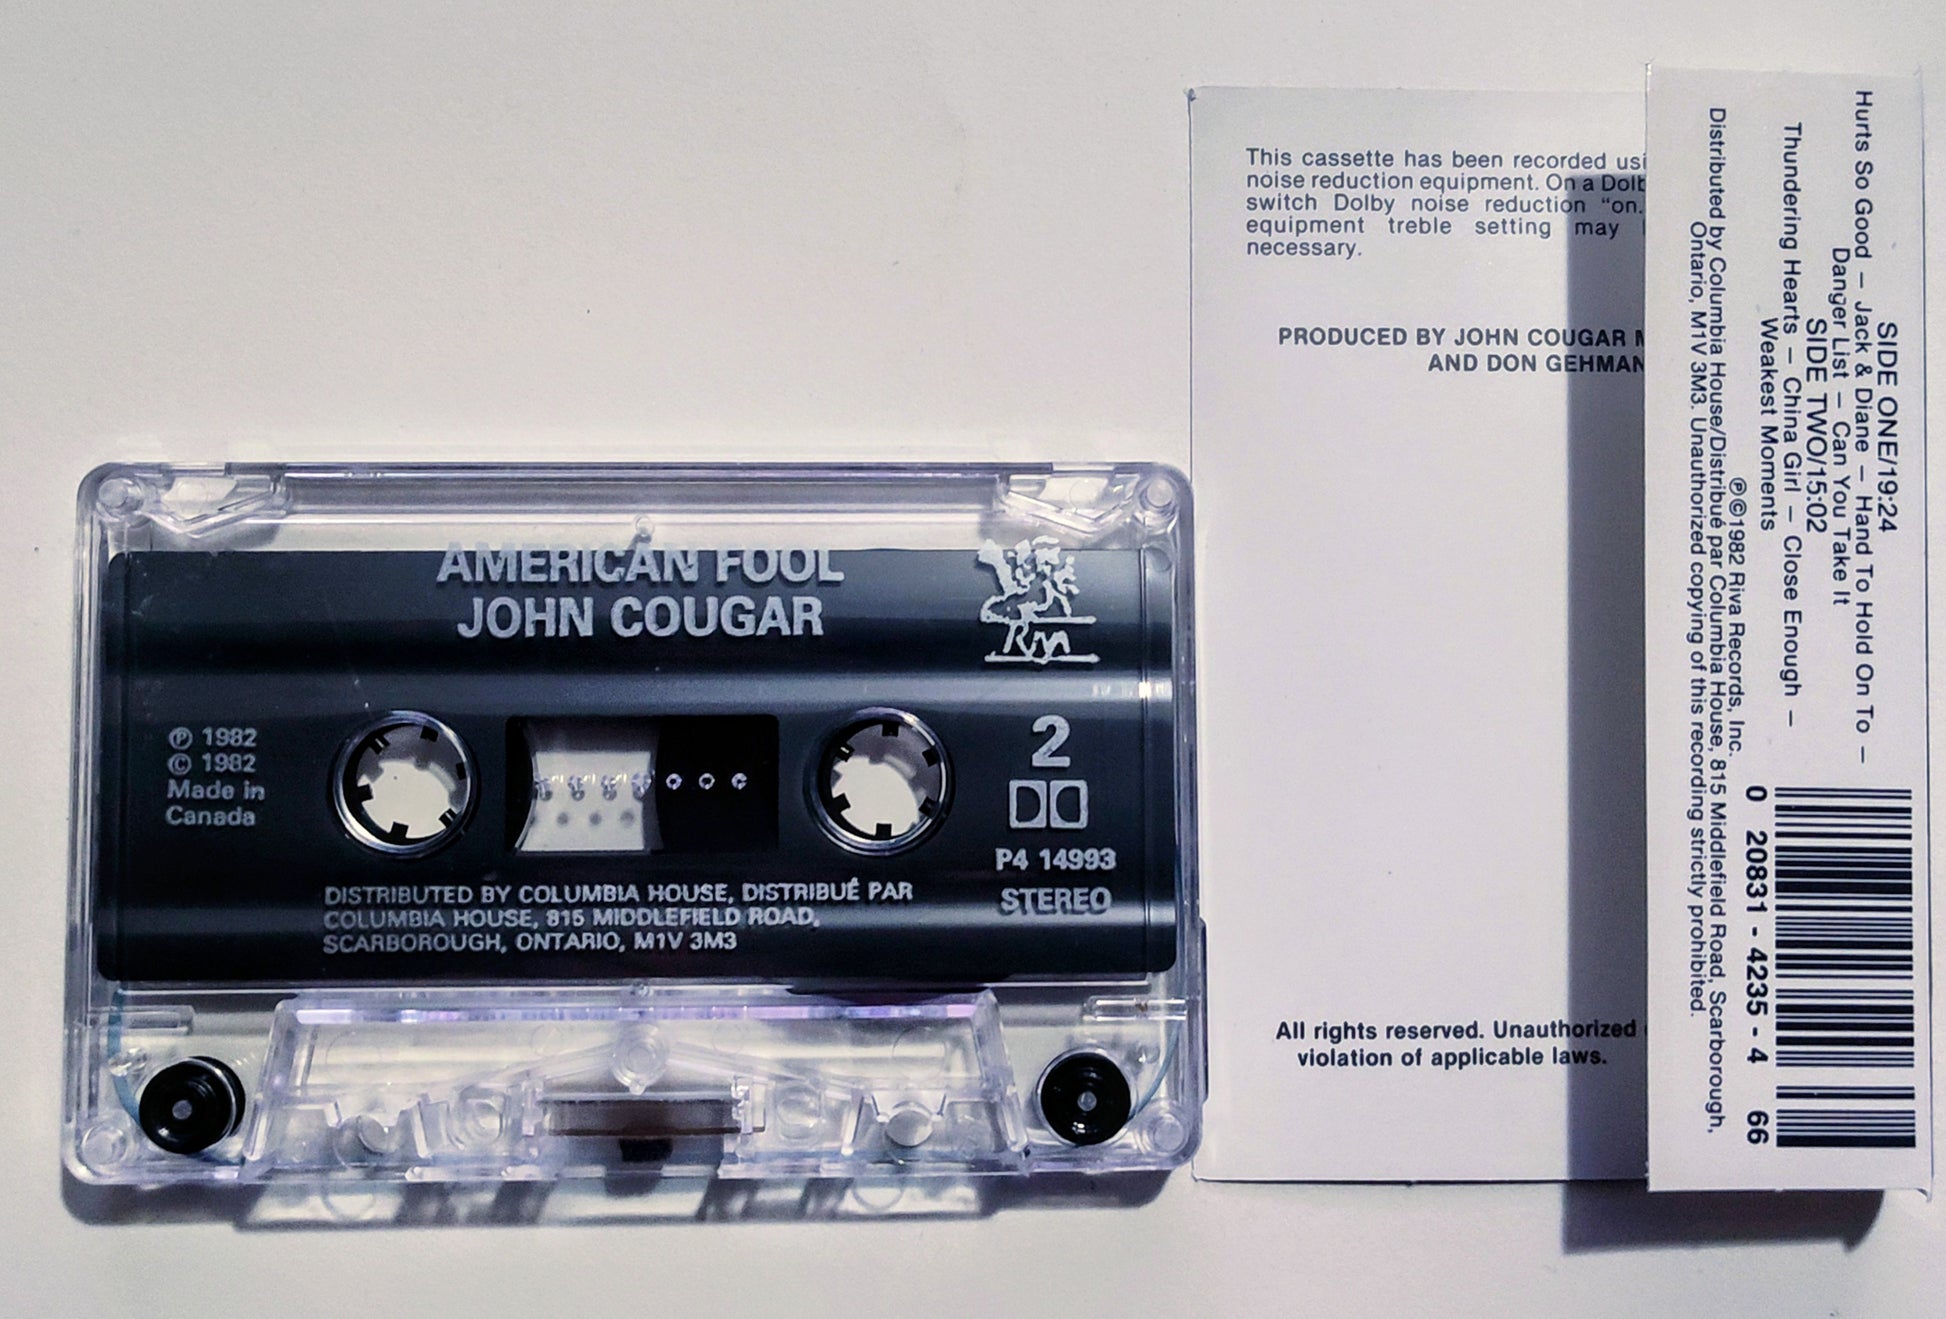 AMERICAN FOOL
JOHN COUGAR
Riva
℗ 1982
© 1982
Made in
Canada
2
P4 14993
STEREO
DISTRIBUTED BY COLUMBIA HOUSE, DISTRIBUÉ PAR
COLUMBIA HOUSE, 815 MIDDLEFIELD ROAD,
SCARBOROUGH, ONTARIO, M1V 3M3
This cassette has been recorded usi
noise reduction equipment. On a Dolb
switch Dolby noise reduction “on.
equipment treble setting may
necessary.
PRODUCED BY JOHN COUGAR M
AND DON GEHMAN
All rights reserved. Unauthorized
violation of applicable laws.
SIDE ONE/19:24
Hurts So Good – Jack & Diane – Hand To Hold On To –
Danger List – Can You Take It
SIDE TWO/15:02
Thundering Hearts – China Girl – Close Enough –
Weakest Moments
℗©1982 Riva Records, Inc.
Distributed by Columbia House/Distribué par Columbia House, 815 Middlefield Road, Scarborough,
Ontario, M1V 3M3. Unauthorized copying of this recording strictly prohibited.
0 20831 - 4235 - 4 66